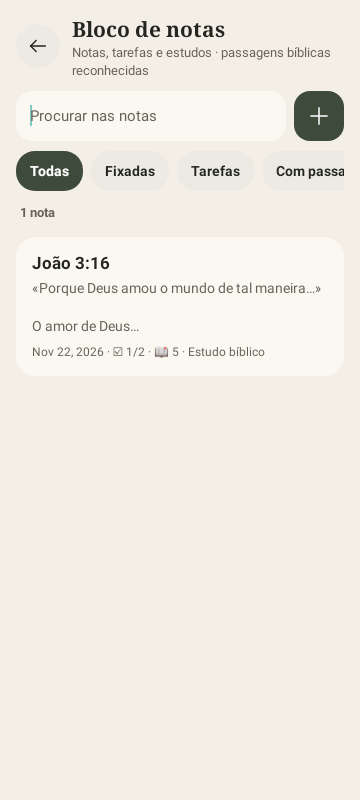 Bloco de notas
Notas, tarefas e estudos · passagens bíblicas
reconhecidas
Procurar nas notas
Todas
Fixadas
Tarefas
Com passa
1 nota
João 3:16
«Porque Deus amou o mundo de tal maneira…»
O amor de Deus…
Nov 22, 2026 · ☑ 1/2 · 📖 5 · Estudo bíblico